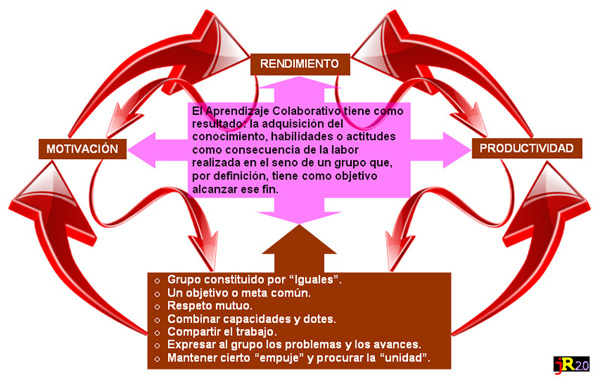 RENDIMIENTO
El Aprendizaje Colaborativo tiene como
resultado: la adquisición del
conocimiento, habilidades o actitudes
como consecuencia de la labor
realizada en el seno de un grupo que,
por definición, tiene como objetivo
alcanzar ese fin.
MOTIVACIÓN
PRODUCTIVIDAD
Grupo constituido por “Iguales”.
Un objetivo o meta común.
Respeto mutuo.
Combinar capacidades y dotes.
Compartir el trabajo.
Expresar al grupo los problemas y los avances.
Mantener cierto “empuje” y procurar la “unidad”.
jR 2.0